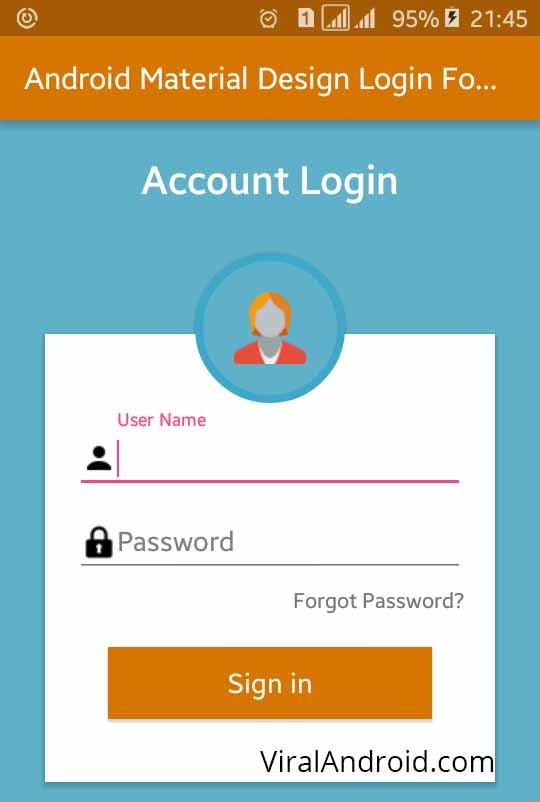 1 95% 21:45
Android Material Design Login Fo...
Account Login
User Name
Password
Forgot Password?
Sign in
ViralAndroid.com